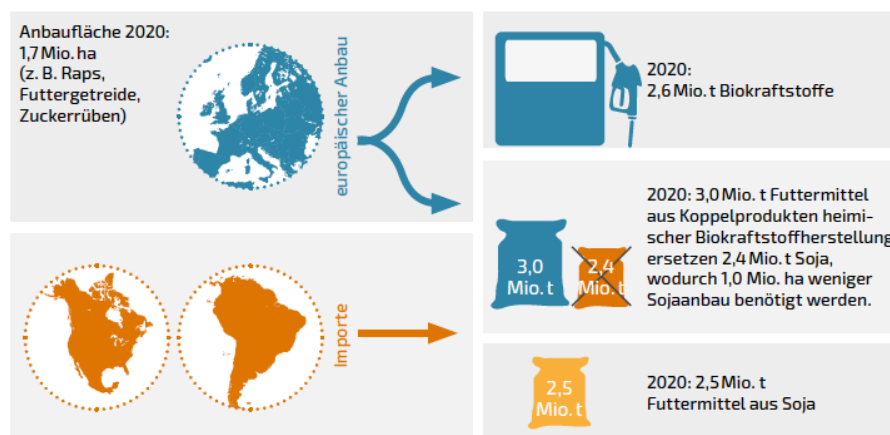 Anbaufläche 2020:
1,7 Mio. ha
(z. B. Raps,
Futtergetreide,
Zuckerrüben)
europäischer Anbau
2020:
2,6 Mio. t Biokraftstoffe
3,0
Mio. t
2,4
Mio. t
2020: 3,0 Mio. t Futtermittel
aus Koppelprodukten heimi-
scher Biokraftstoffherstellung
ersetzen 2,4 Mio. t Soja,
wodurch 1,0 Mio. ha weniger
Sojaanbau benötigt werden.
Importe
2,5
Mio. t
2020: 2,5 Mio. t
Futtermittel aus Soja